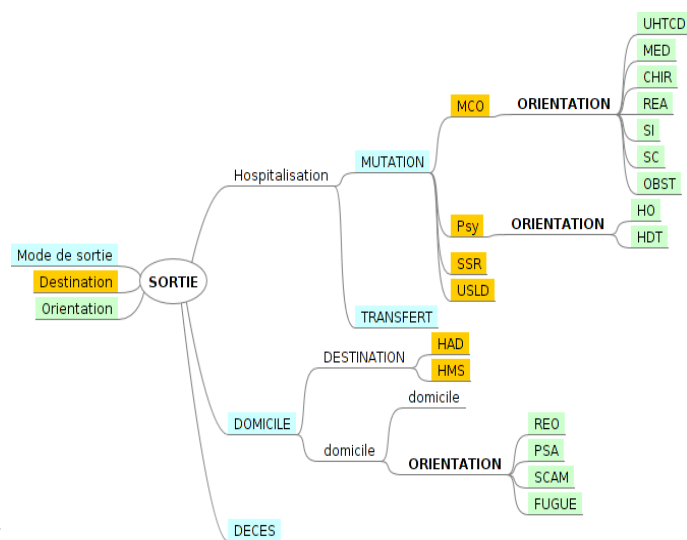 SORTIE
Mode de sortie
Destination
Orientation
Hospitalisation
MUTATION
MCO
ORIENTATION
UHTCD
MED
CHIR
REA
SI
SC
OBST
Psy
ORIENTATION
HO
HDT
SSR
USLD
TRANSFERT
DOMICILE
DESTINATION
HAD
HMS
domicile
domicile
ORIENTATION
REO
PSA
SCAM
FUGUE
DECES